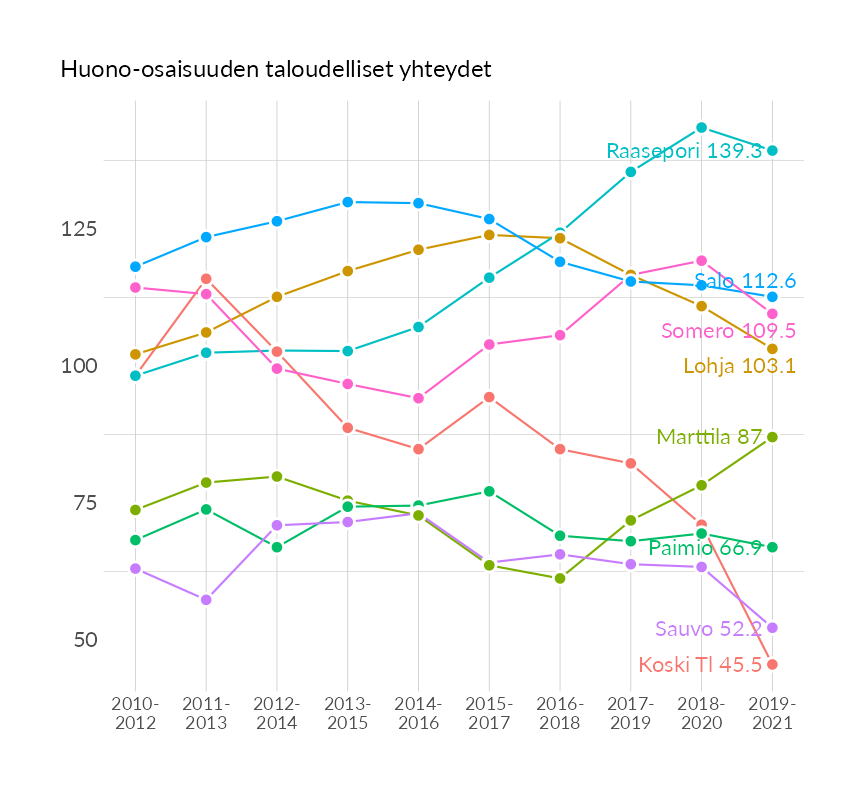 Huono-osaisuuden taloudelliset yhteydet
Raasepori 139.3
125
Salo 112.6
Somero 109.5
100
Lohja 103.1
Marttila 87
75
Paimio 66.9
Sauvo 52.2
50
Koski Tl 45.5
2010- 2011- 2012- 2013- 2014- 2015- 2016- 2017- 2018- 2019-
2012 2013 2014 2015 2016 2017 2018 2019 2020 2021